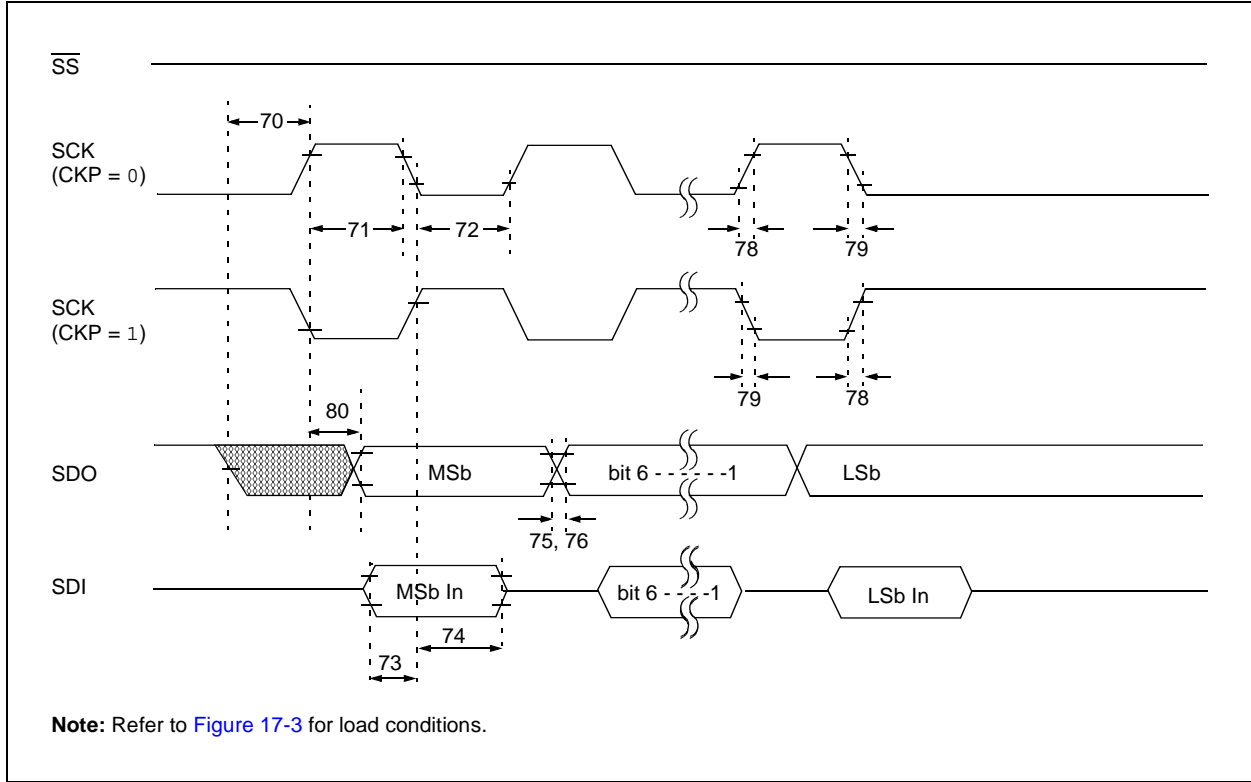 SS
70
SCK
(CKP = 0)
71
72
78
79
SCK
(CKP = 1)
79
78
80
SDO
MSb
bit 6 - - - - - - -1
LSb
75, 76
SDI
MSb In
bit 6 - - - - -1
LSb In
74
73
Note: Refer to Figure 17-3 for load conditions.